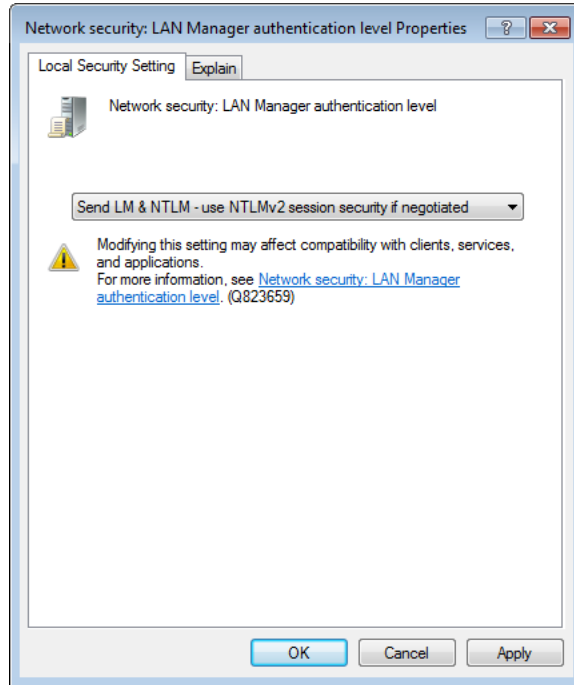 Network security: LAN Manager authentication level Properties
Local Security Setting
Explain
Network security: LAN Manager authentication level
Send LM & NTLM - use NTLMv2 session security if negotiated
Modifying this setting may affect compatibility with clients, services,
and applications.
For more information, see Network security: LAN Manager
authentication level. (Q823659)
OK
Cancel
Apply